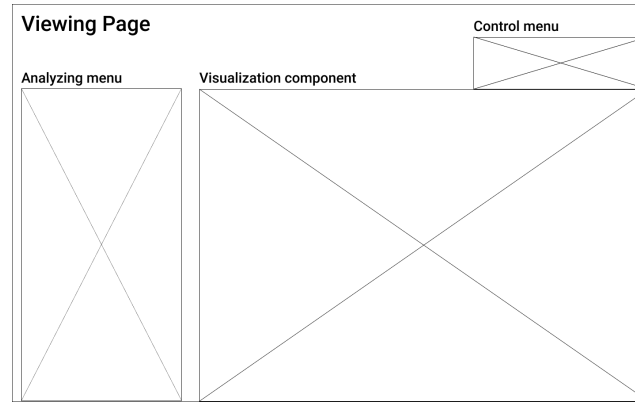 Viewing Page
Control menu
Analyzing menu
Visualization component